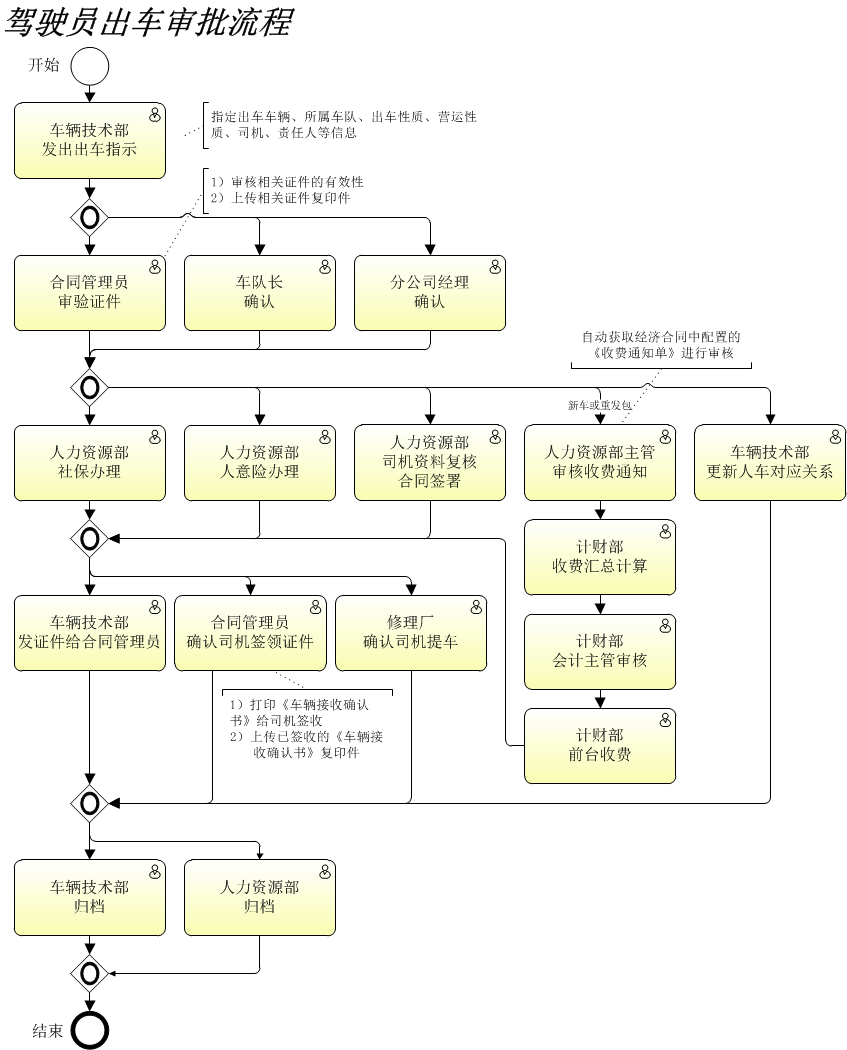 驾驶员出车审批流程
开始
车辆技术部
发出出车指示
指定出车车辆、所属车队、出车性质、营运性
质、司机、责任人等信息
1）审核相关证件的有效性
2）上传相关证件复印件
合同管理员
审验证件
车队长
确认
分公司经理
确认
自动获取经济合同中配置的
《收费通知单》进行审核
新车或重发包
人力资源部
社保办理
人力资源部
人意险办理
人力资源部
司机资料复核
合同签署
人力资源部主管
审核收费通知
车辆技术部
更新人车对应关系
计财部
收费汇总计算
车辆技术部
发证件给合同管理员
合同管理员
确认司机签领证件
修理厂
确认司机提车
计财部
会计主管审核
1）打印《车辆接收确认
书》给司机签收
2）上传已签收的《车辆接
收确认书》复印件
计财部
前台收费
车辆技术部
归档
人力资源部
归档
结束